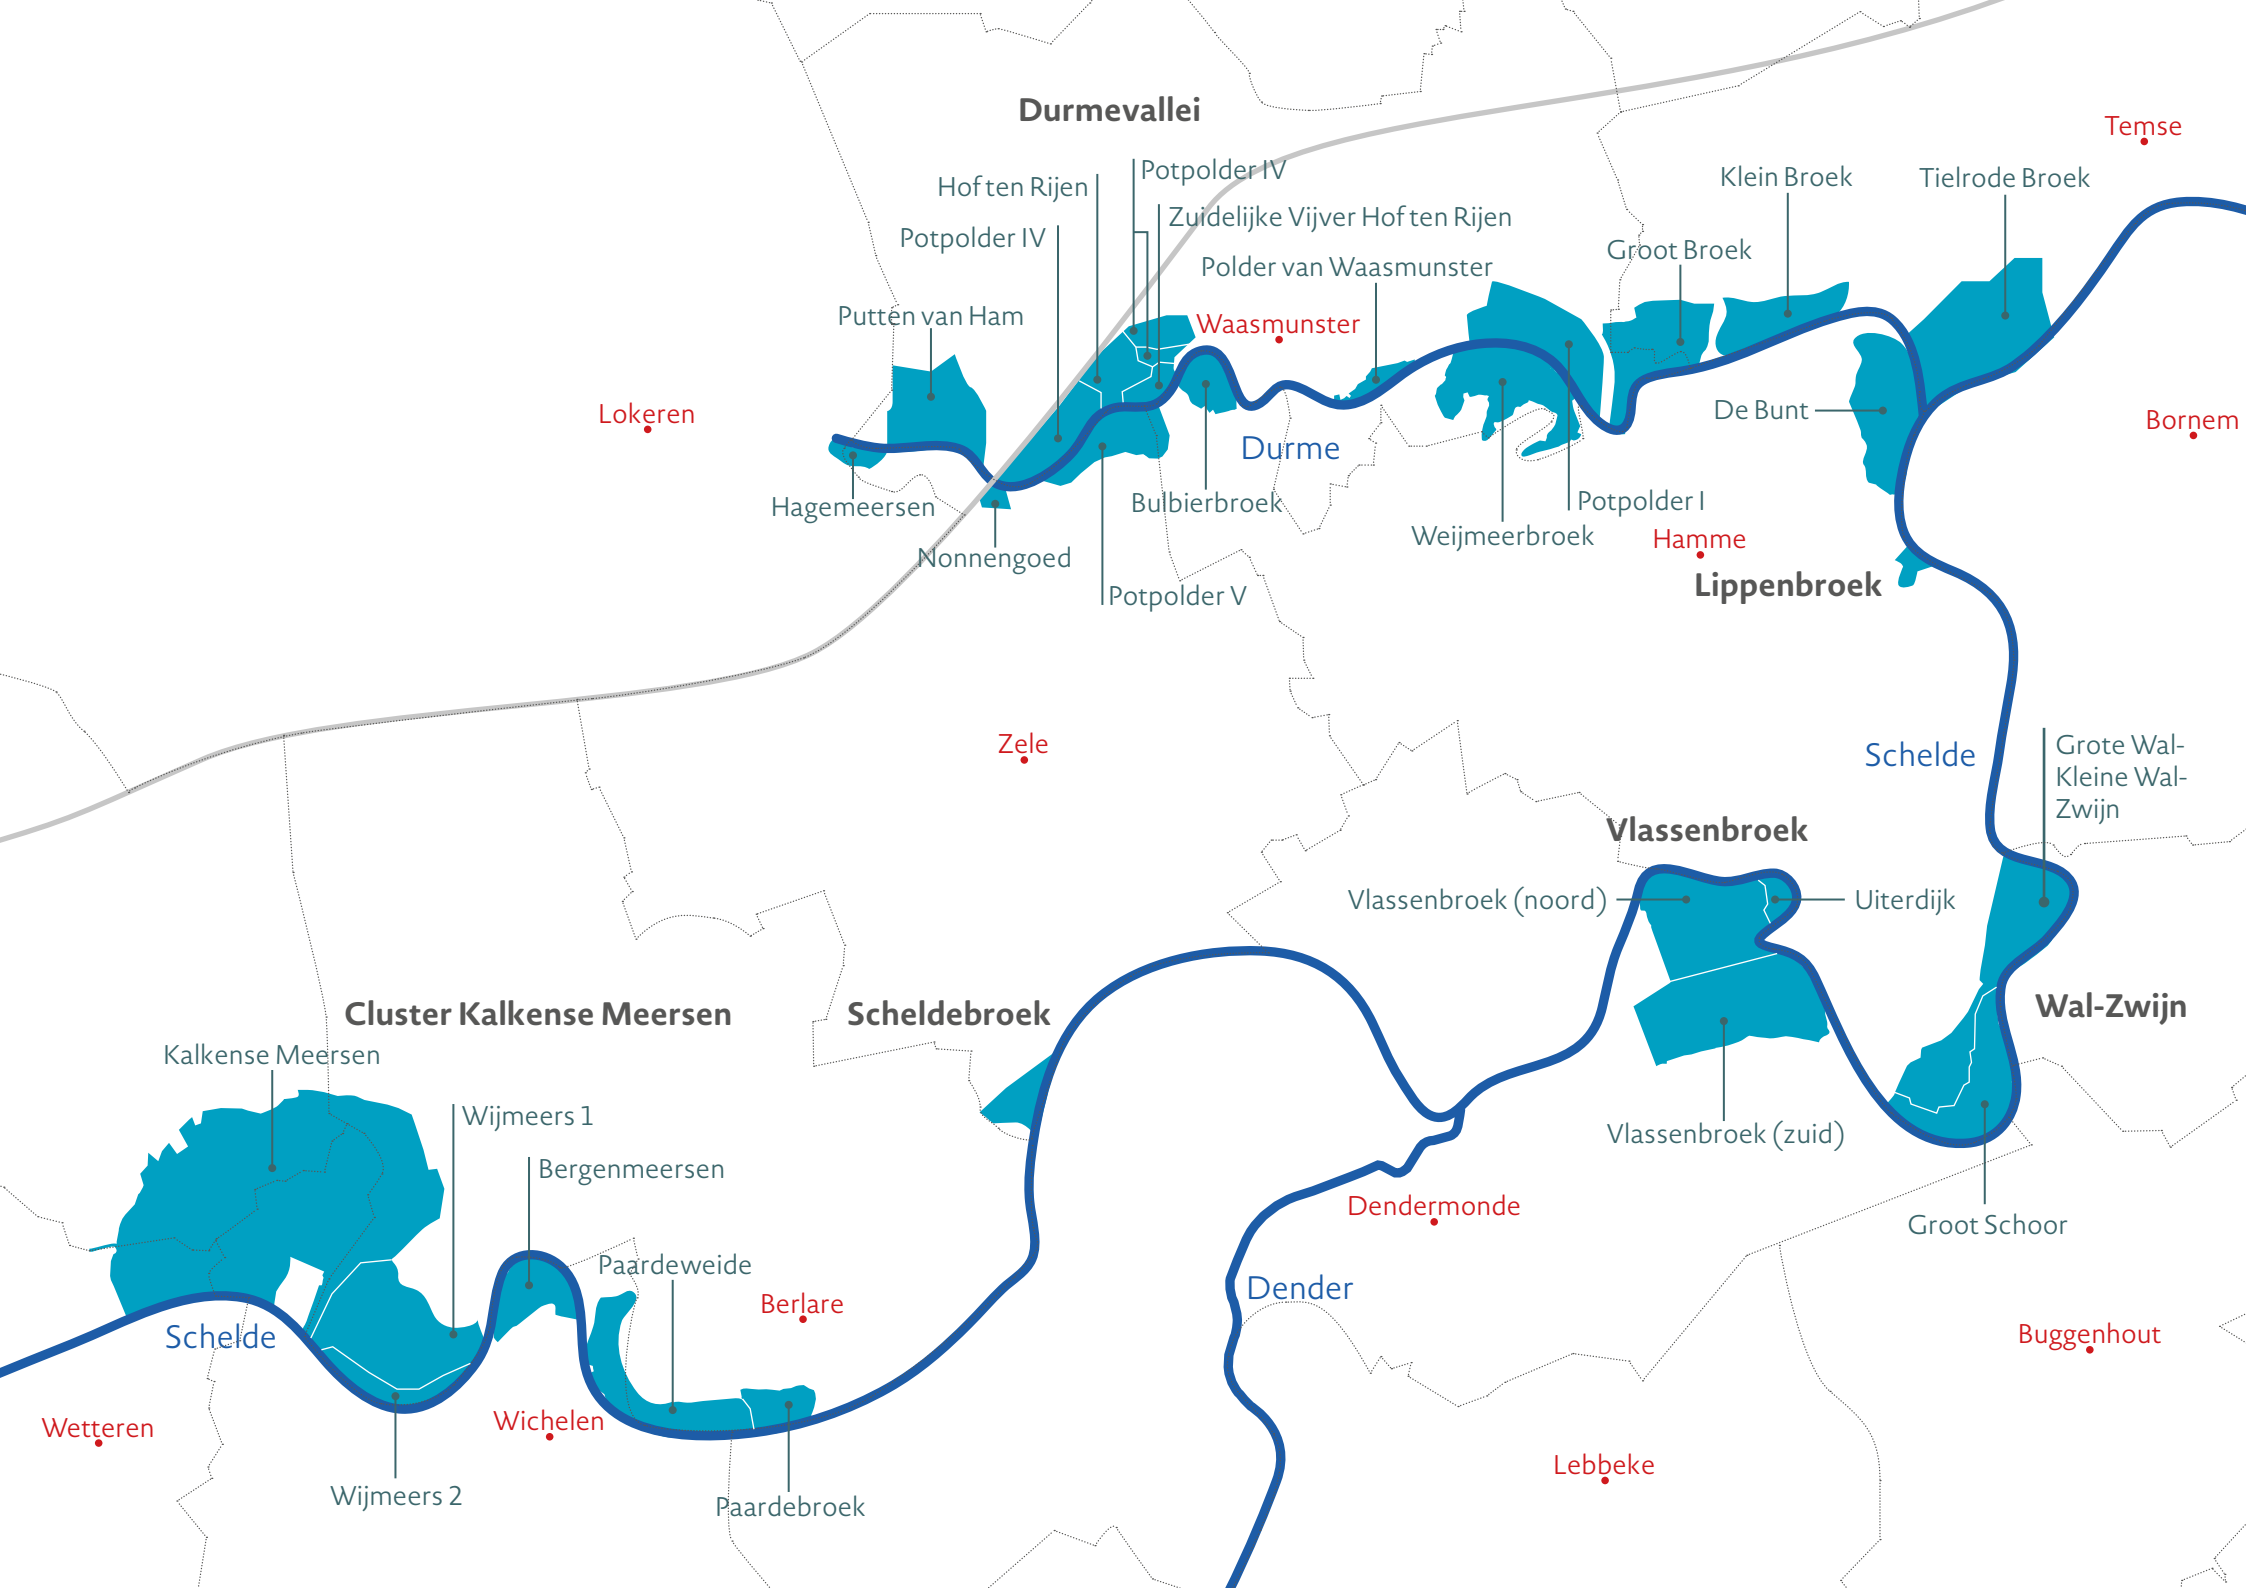 Durmevallei
Temse
Potpolder IV
Hof ten Rijen
Klein Broek
Tielrode Broek
Zuidelijke Vijver Hof ten Rijen
Potpolder IV
Groot Broek
Polder van Waasmunster
Putten van Ham
Waasmunster
Lokeren
De Bunt
Bornem
Durme
Hagemeersen
Bulbierbroek
Potpolder I
Weijmeerbroek
Hamme
Nonnengoed
Lippenbroek
Potpolder V
Zele
Schelde
Grote Wal-
Kleine Wal-
Zwijn
Vlassenbroek
Vlassenbroek (noord)
Uiterdijk
Cluster Kalkense Meersen
Scheldebroek
Wal-Zwijn
Kalkense Meersen
Wijmeers 1
Vlassenbroek (zuid)
Bergenmeersen
Dendermonde
Groot Schoor
Paardeweide
Dender
Berlare
Schelde
Buggenhout
Wetteren
Wichelen
Lebbeke
Wijmeers 2
Paardebroek